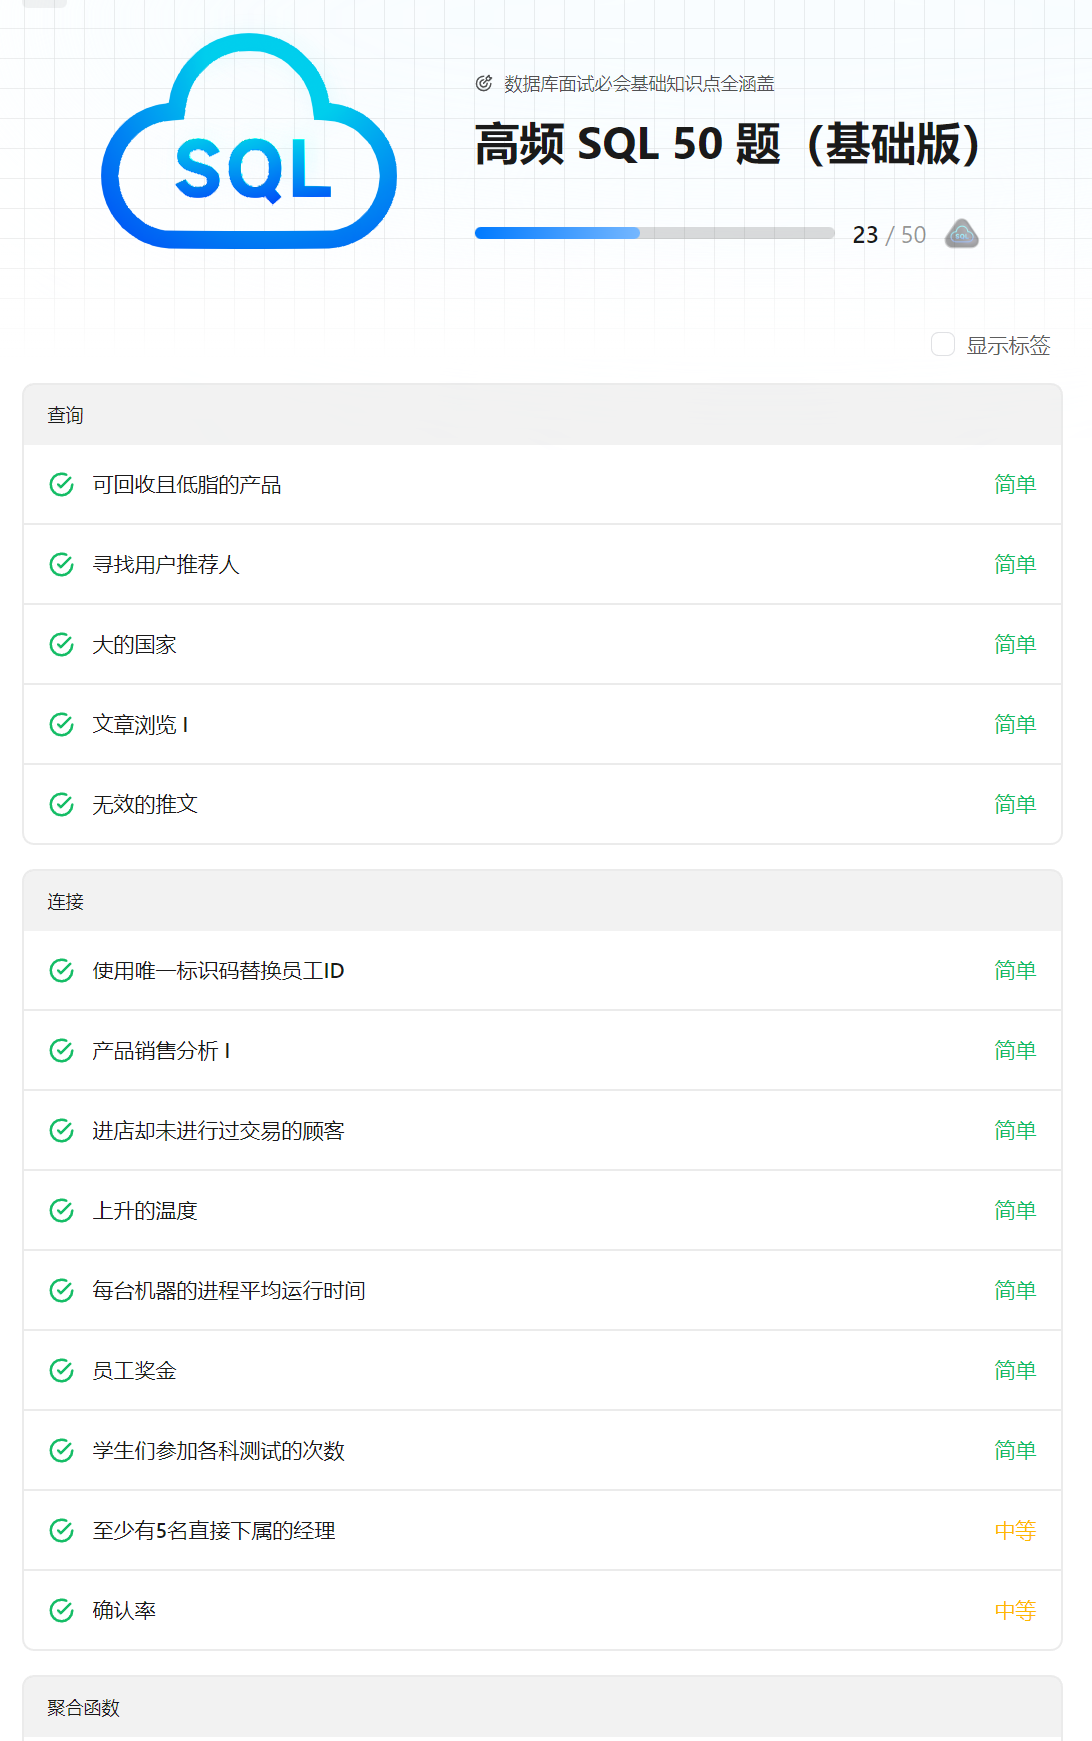 SQL
数据库面试必会基础知识点全涵盖
高频 SQL 50 题（基础版）
23 / 50
SQL
显示标签
查询
可回收且低脂的产品 简单
寻找用户推荐人 简单
大的国家 简单
文章浏览 I 简单
无效的推文 简单
连接
使用唯一标识码替换员工ID 简单
产品销售分析 I 简单
进店却未进行过交易的顾客 简单
上升的温度 简单
每台机器的进程平均运行时间 简单
员工奖金 简单
学生们参加各科测试的次数 简单
至少有5名直接下属的经理 中等
确认率 中等
聚合函数